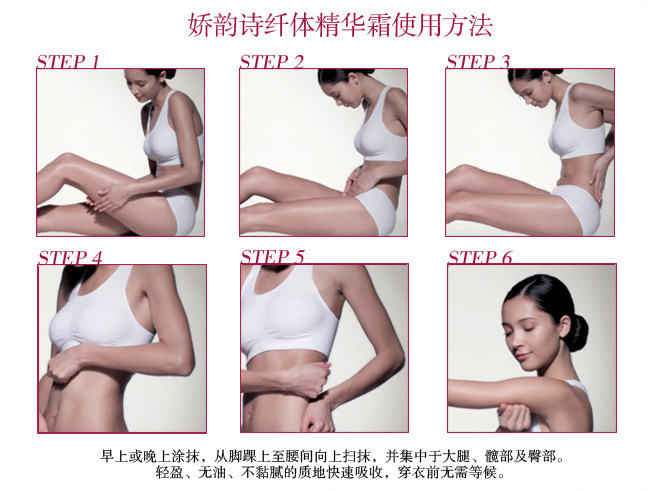 娇韵诗纤体精华霜使用方法
STEP 1
STEP 2
STEP 3
STEP 4
STEP 5
STEP 6
早上或晚上涂抹，从脚踝上至腰间向上扫抹，并集中于大腿、髋部及臀部。
轻盈、无油、不黏腻的质地快速吸收，穿衣前无需等候。